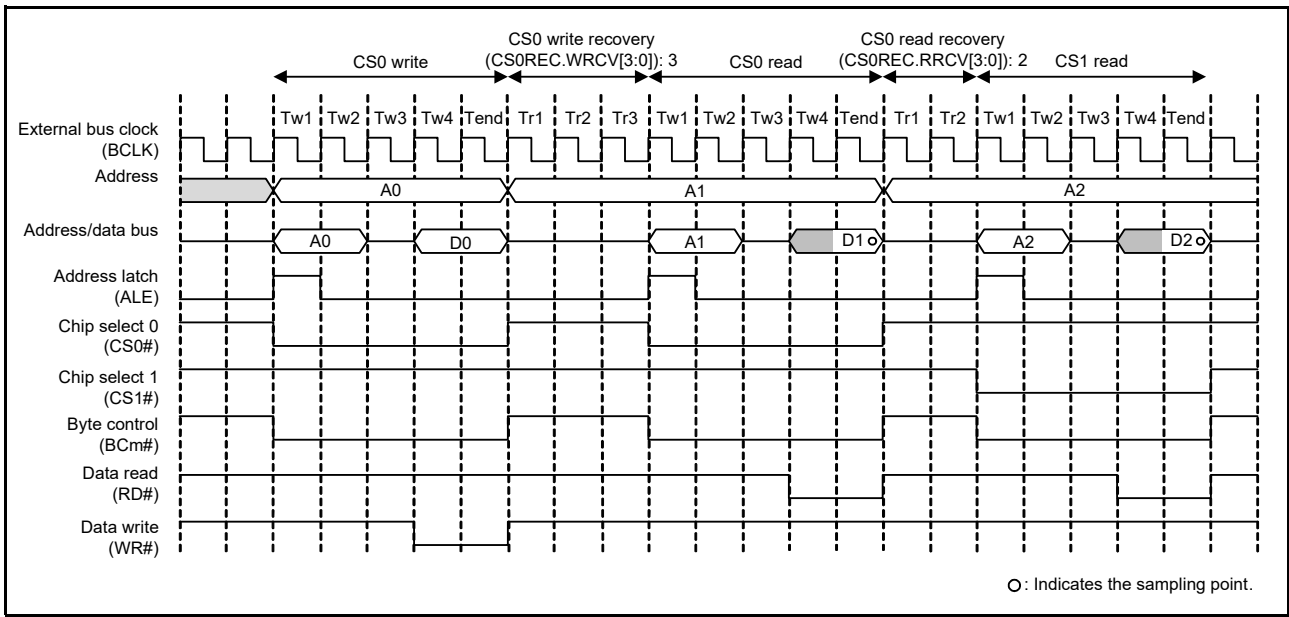 CS0 write recovery
(CS0REC.WRCV[3:0]): 3
CS0 read recovery
(CS0REC.RRCV[3:0]): 2
CS0 write
CS0 read
CS1 read
Tw1 Tw2 Tw3 Tw4 Tend Tr1 Tr2 Tr3 Tw1 Tw2 Tw3 Tw4 Tend Tr1 Tr2 Tw1 Tw2 Tw3 Tw4 Tend
External bus clock
(BCLK)
Address
A0 A1 A2
Address/data bus
A0 D0 A1 D1 A2 D2
Address latch
(ALE)
Chip select 0
(CS0#)
Chip select 1
(CS1#)
Byte control
(BCm#)
Data read
(RD#)
Data write
(WR#)
: Indicates the sampling point.